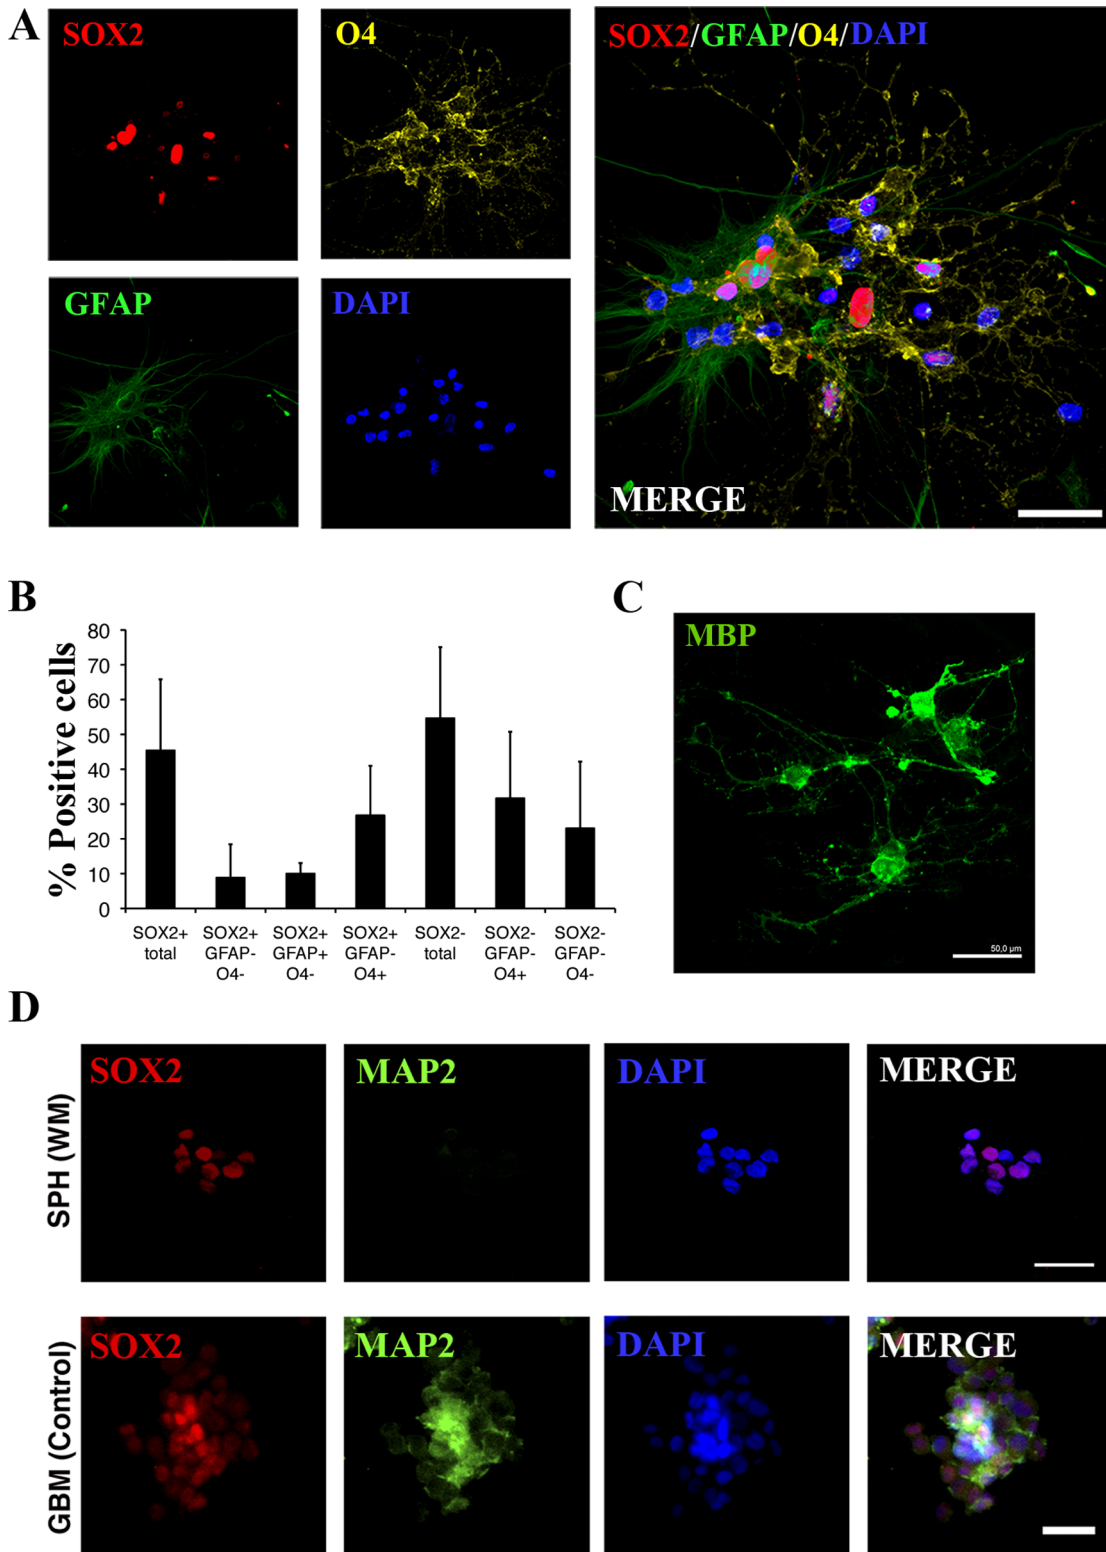 A
SOX2
O4
SOX2/GFAP/O4/DAPI
GFAP
DAPI
MERGE
B
C
% Positive cells
80
70
60
50
40
30
20
10
0
SOX2+ total
SOX2+ GFAP- O4-
SOX2+ GFAP+ O4-
SOX2+ GFAP- O4+
SOX2- total
SOX2- GFAP- O4+
SOX2- GFAP- O4-
MBP
50,0 µm
D
SPH (WM)
SOX2
MAP2
DAPI
MERGE
GBM (Control)
SOX2
MAP2
DAPI
MERGE